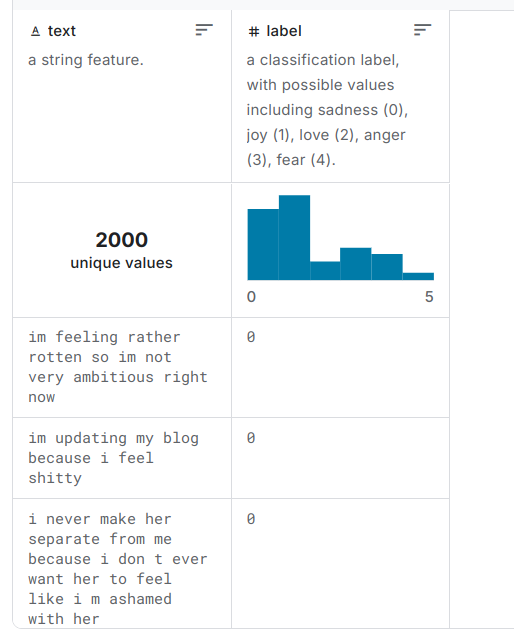 text
a string feature.
label
a classification label,
with possible values
including sadness (0),
joy (1), love (2), anger
(3), fear (4).
2000
unique values
0 5
im feeling rather
rotten so im not
very ambitious right
now
0
im updating my blog
because i feel
shitty
0
i never make her
separate from me
because i don t ever
want her to feel
like i m ashamed
with her
0